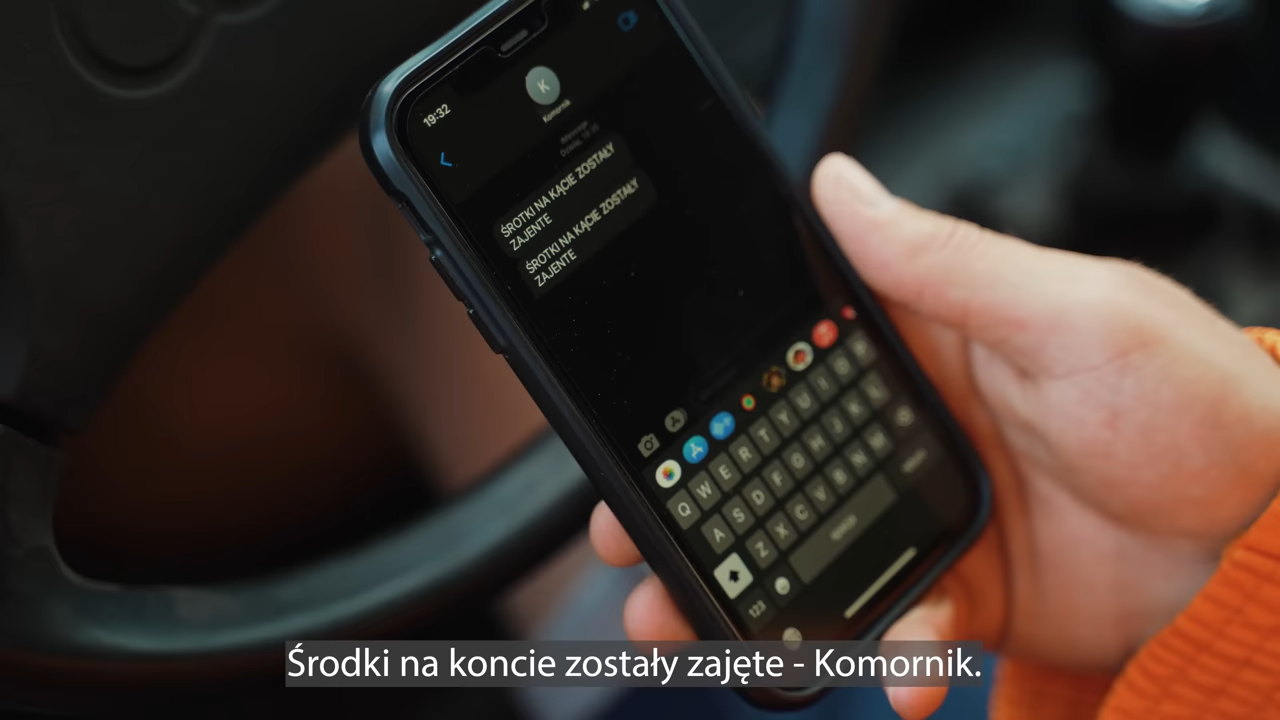 19:32
K
Komornik
ŚROTKI NA KĄCIE ZOSTAŁY
ZAJENTE
ŚROTKI NA KĄCIE ZOSTAŁY
ZAJENTE
Q W E R T Y U I O P
A S D F G H J K L
Z X C V B N M
123
Środki na koncie zostały zajęte - Komornik.